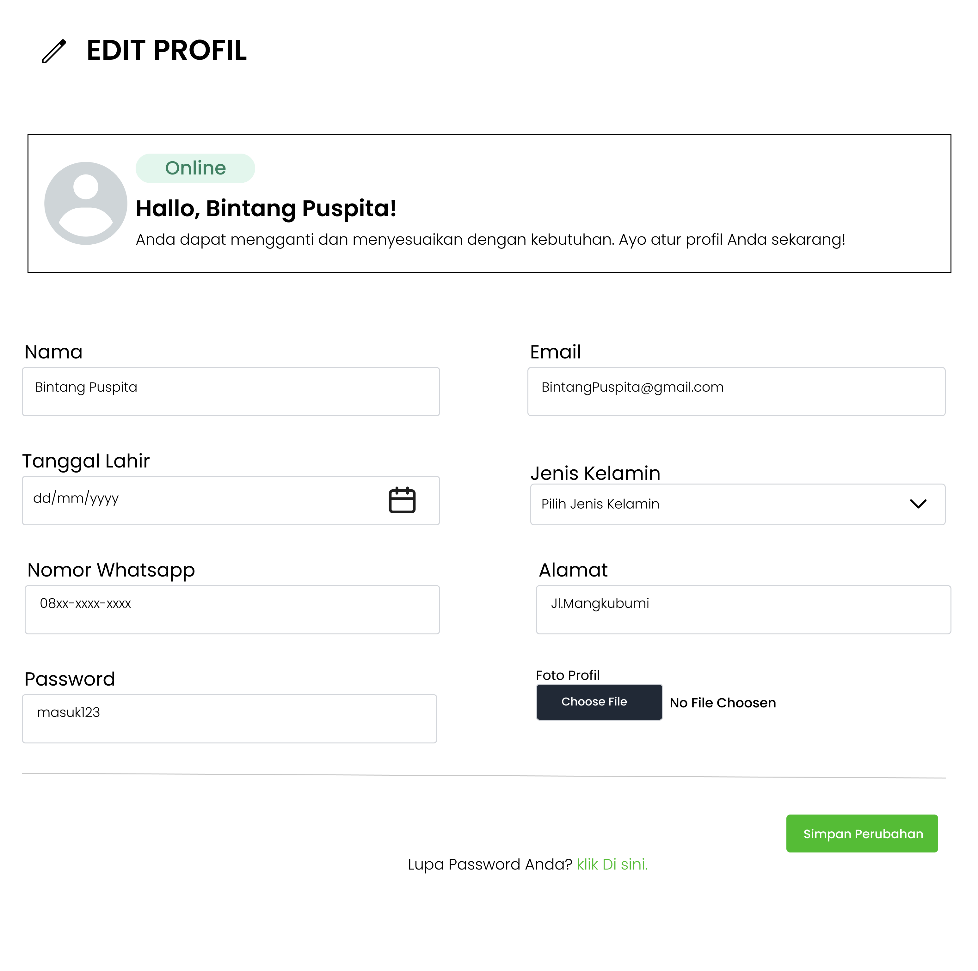 EDIT PROFIL
Online
Hallo, Bintang Puspita!
Anda dapat mengganti dan menyesuaikan dengan kebutuhan. Ayo atur profil Anda sekarang!
Nama
Bintang Puspita
Email
BintangPuspita@gmail.com
Tanggal Lahir
dd/mm/yyyy
Jenis Kelamin
Pilih Jenis Kelamin
Nomor Whatsapp
08xx-xxxx-xxxx
Alamat
Jl.Mangkubumi
Password
masuk123
Foto Profil
Choose File
No File Choosen
Simpan Perubahan
Lupa Password Anda? klik Di sini.